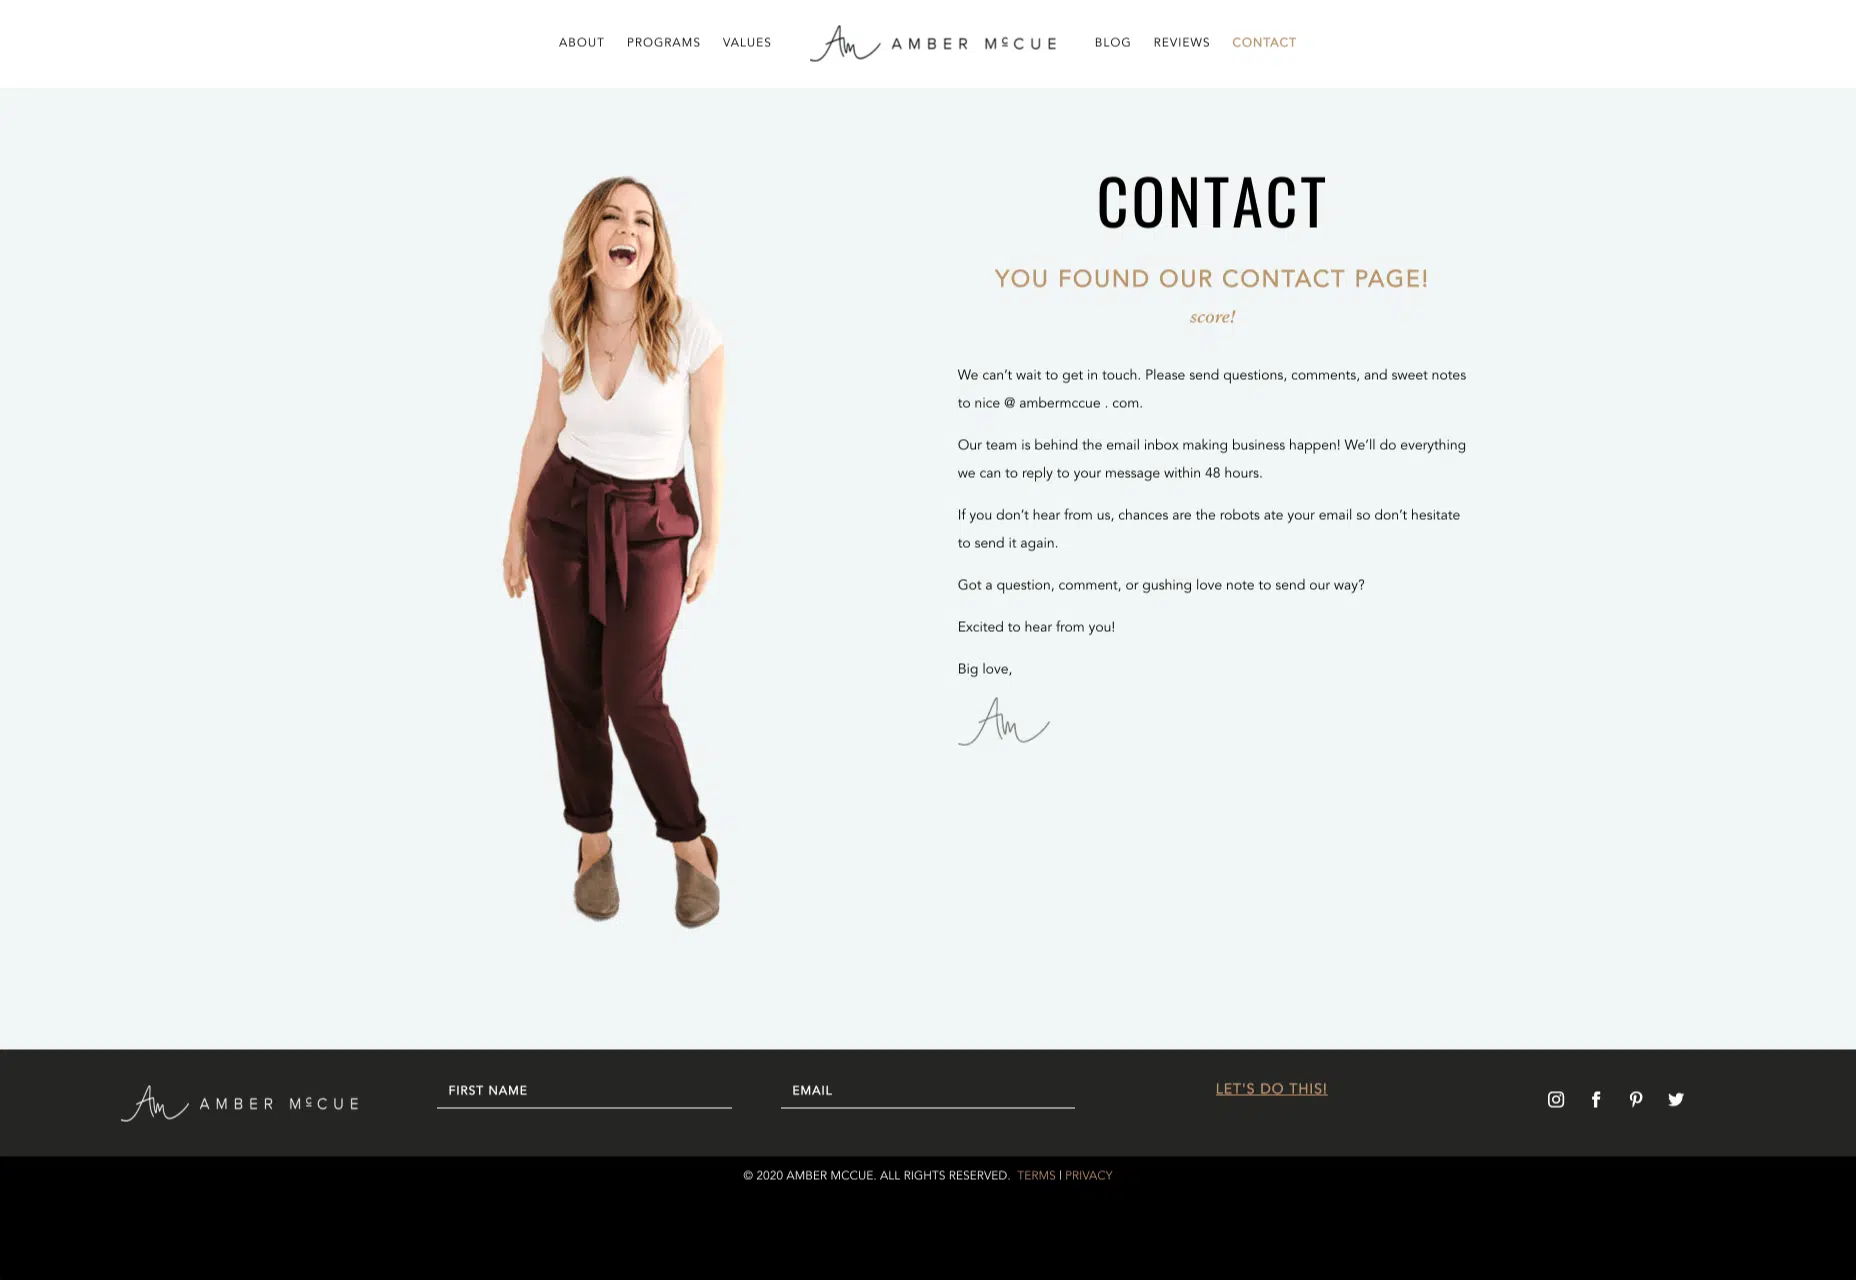 ABOUT PROGRAMS VALUES Am AMBER McCUE BLOG REVIEWS CONTACT
CONTACT
YOU FOUND OUR CONTACT PAGE!
score!
We can’t wait to get in touch. Please send questions, comments, and sweet notes
to nice @ ambermccue . com.
Our team is behind the email inbox making business happen! We’ll do everything
we can to reply to your message within 48 hours.
If you don’t hear from us, chances are the robots ate your email so don’t hesitate
to send it again.
Got a question, comment, or gushing love note to send our way?
Excited to hear from you!
Big love,
Am
Am AMBER McCUE FIRST NAME EMAIL LET'S DO THIS!
© 2020 AMBER MCCUE. ALL RIGHTS RESERVED. TERMS | PRIVACY